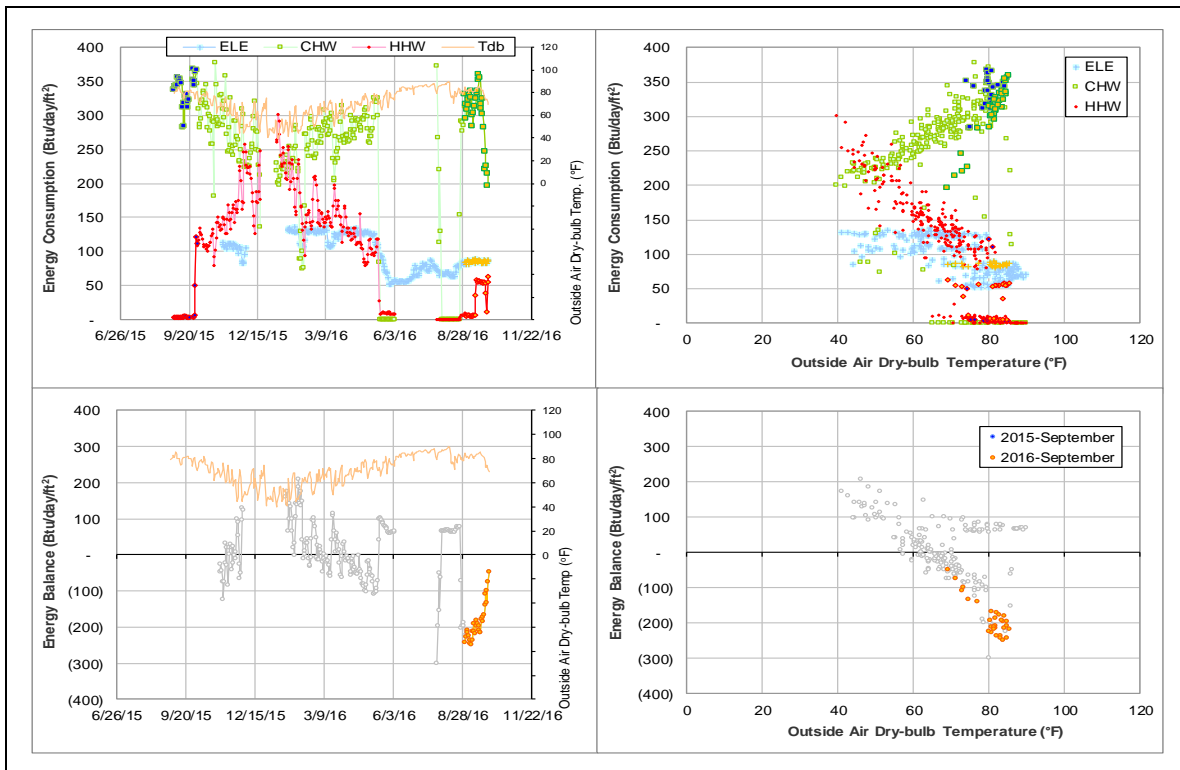 ELE CHW HHW Tdb
400
350
300
250
200
150
100
50
-
120
100
80
60
40
20
0
Energy Consumption (Btu/day/ft²)
Outside Air Dry-bulb Temp. (°F)
6/26/15 9/20/15 12/15/15 3/9/16 6/3/16 8/28/16 11/22/16
400
350
300
250
200
150
100
50
-
Energy Consumption (Btu/day/ft²)
ELE
CHW
HHW
0 20 40 60 80 100 120
Outside Air Dry-bulb Temperature (°F)
400
300
200
100
-
(100)
(200)
(300)
(400)
Energy Balance (Btu/day/ft²)
120
100
80
60
40
20
0
Outside Air Dry-bulb Temp (°F)
6/26/15 9/20/15 12/15/15 3/9/16 6/3/16 8/28/16 11/22/16
400
300
200
100
-
(100)
(200)
(300)
(400)
Energy Balance (Btu/day/ft²)
2015-September
2016-September
0 20 40 60 80 100 120
Outside Air Dry-bulb Temperature (°F)